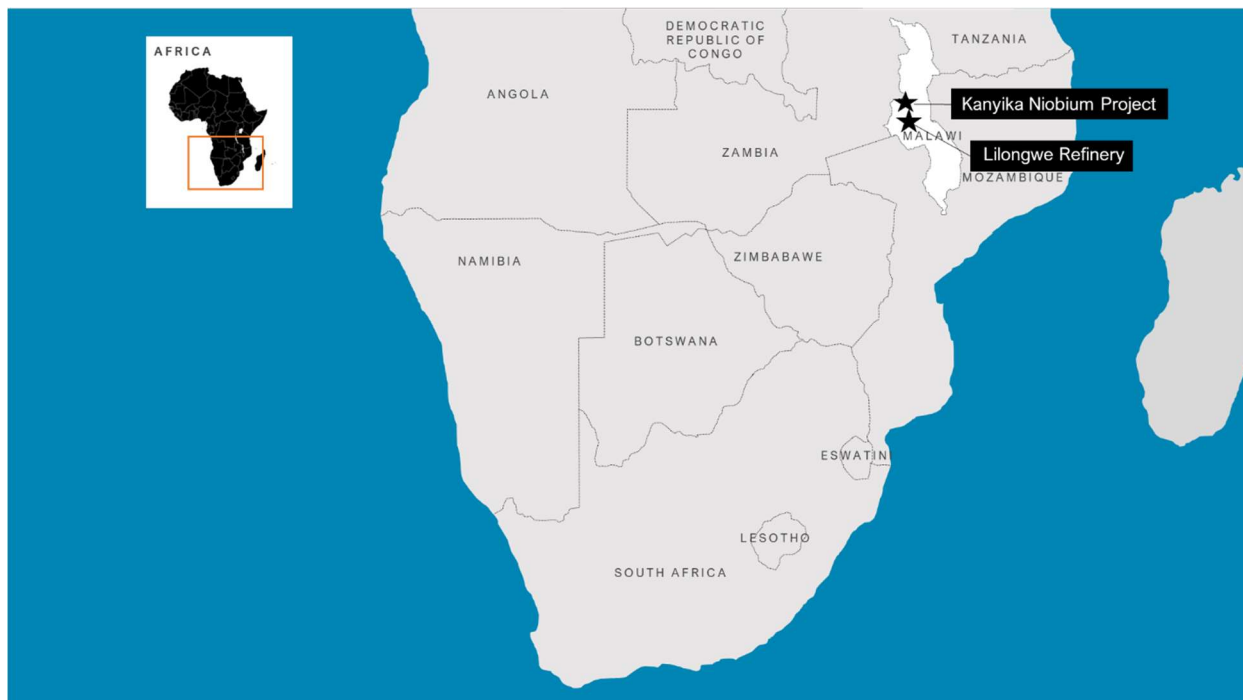 AFRICA
DEMOCRATIC
REPUBLIC OF
CONGO
TANZANIA
ANGOLA
Kanyika Niobium Project
MALAWI
ZAMBIA
Lilongwe Refinery
MOZAMBIQUE
ZIMBABAWE
NAMIBIA
BOTSWANA
ESWATINI
LESOTHO
SOUTH AFRICA